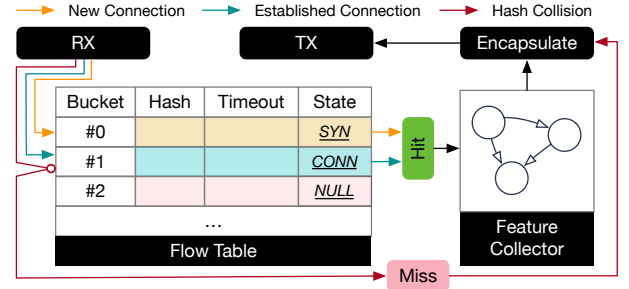 New Connection Established Connection Hash Collision
RX TX Encapsulate
Bucket Hash Timeout State
#0 SYN
#1 CONN
#2 NULL
...
Flow Table
Hit
Feature
Collector
Miss